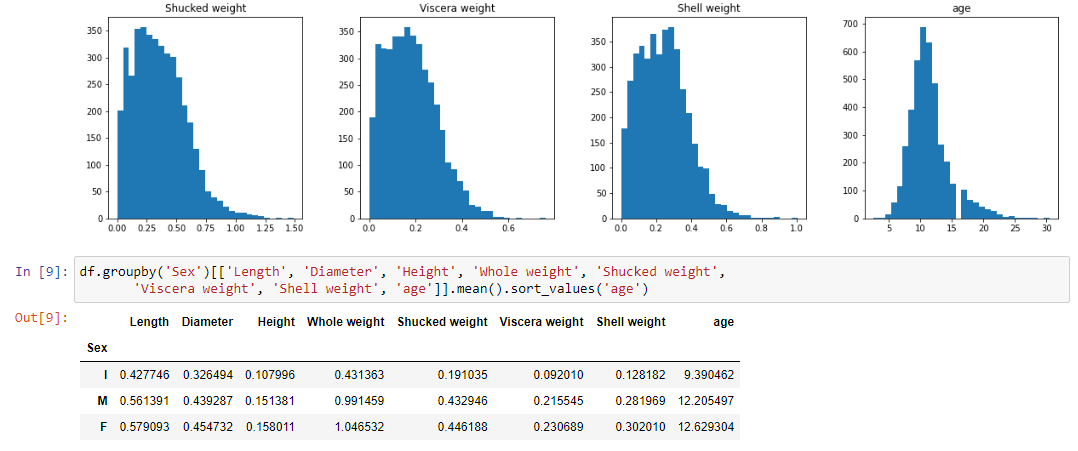 Shucked weight Viscera weight Shell weight age
350 300 250 200 150 100 50 0
0.00 0.25 0.50 0.75 1.00 1.25 1.50
350 300 250 200 150 100 50 0
0.0 0.2 0.4 0.6
350 300 250 200 150 100 50 0
0.0 0.2 0.4 0.6 0.8 1.0
700 600 500 400 300 200 100 0
5 10 15 20 25 30
In [9]: df.groupby('Sex')[['Length', 'Diameter', 'Height', 'Whole weight', 'Shucked weight',
'Viscera weight', 'Shell weight', 'age']].mean().sort_values('age')
Out[9]:
Length Diameter Height Whole weight Shucked weight Viscera weight Shell weight age
Sex
I 0.427746 0.326494 0.107996 0.431363 0.191035 0.092010 0.128182 9.390462
M 0.561391 0.439287 0.151381 0.991459 0.432946 0.215545 0.281969 12.205497
F 0.579093 0.454732 0.158011 1.046532 0.446188 0.230689 0.302010 12.629304